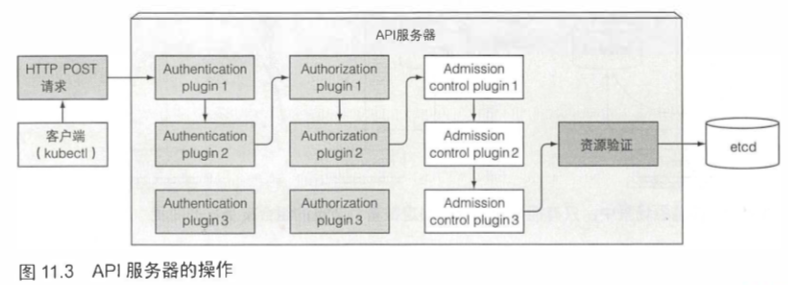 API服务器
HTTP POST
请求
客户端
（kubectl）
Authentication
plugin 1
Authentication
plugin 2
Authentication
plugin 3
Authorization
plugin 1
Authorization
plugin 2
Authorization
plugin 3
Admission
control plugin 1
Admission
control plugin 2
Admission
control plugin 3
资源验证
etcd
图 11.3 API 服务器的操作